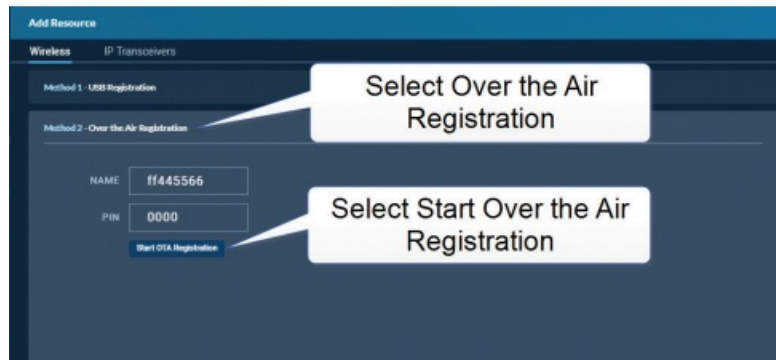 Add Resource
Wireless IP Transceivers
Method 1 - USB Registration
Select Over the Air
Registration
Method 2 - Over the Air Registration
NAME ff445566
PIN 0000
Select Start Over the Air
Registration
Start OTA Registration